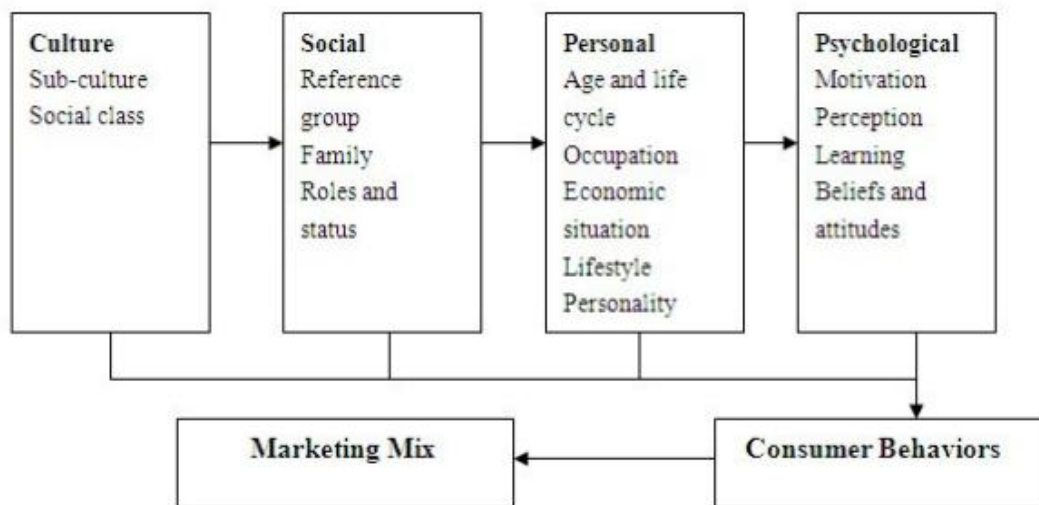 Culture
Sub-culture
Social class
Social
Reference
group
Family
Roles and
status
Personal
Age and life
cycle
Occupation
Economic
situation
Lifestyle
Personality
Psychological
Motivation
Perception
Learning
Beliefs and
attitudes
Marketing Mix
Consumer Behaviors